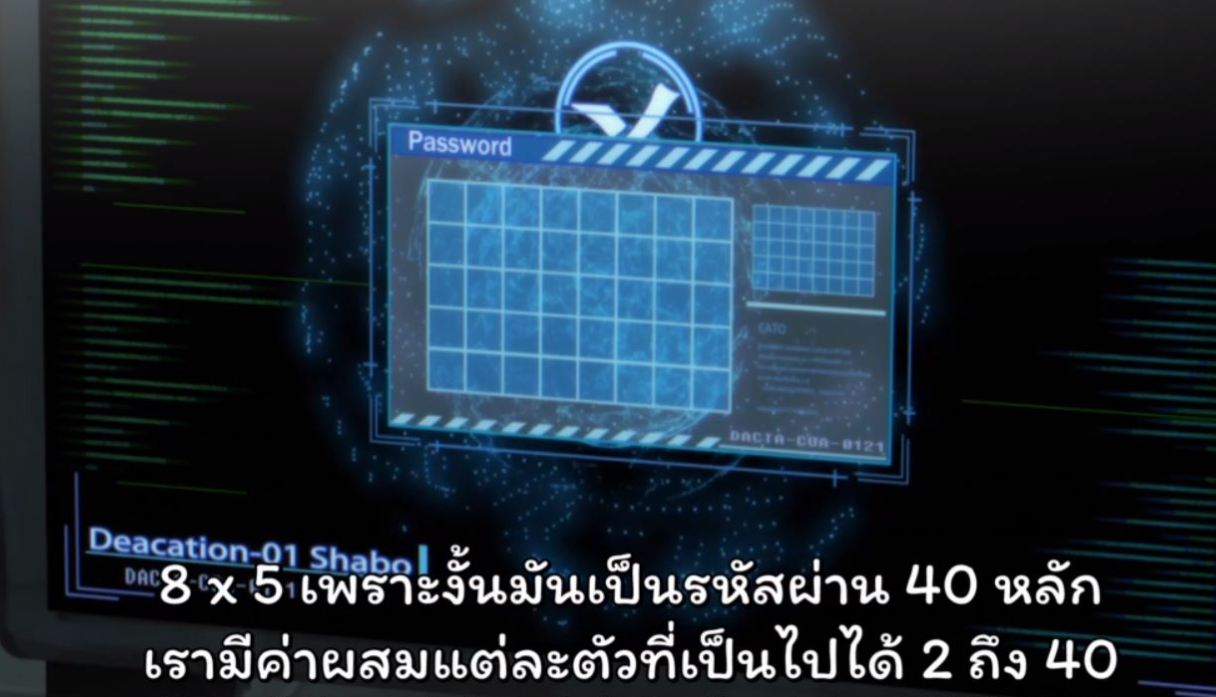 Password
DACTA-CUA-0121
Deacation-01 Shabo
8 x 5 เพราะงั้นมันเป็นรหัสผ่าน 40 หลัก
เรามีค่าผสมแต่ละตัวที่เป็นไปได้ 2 ถึง 40